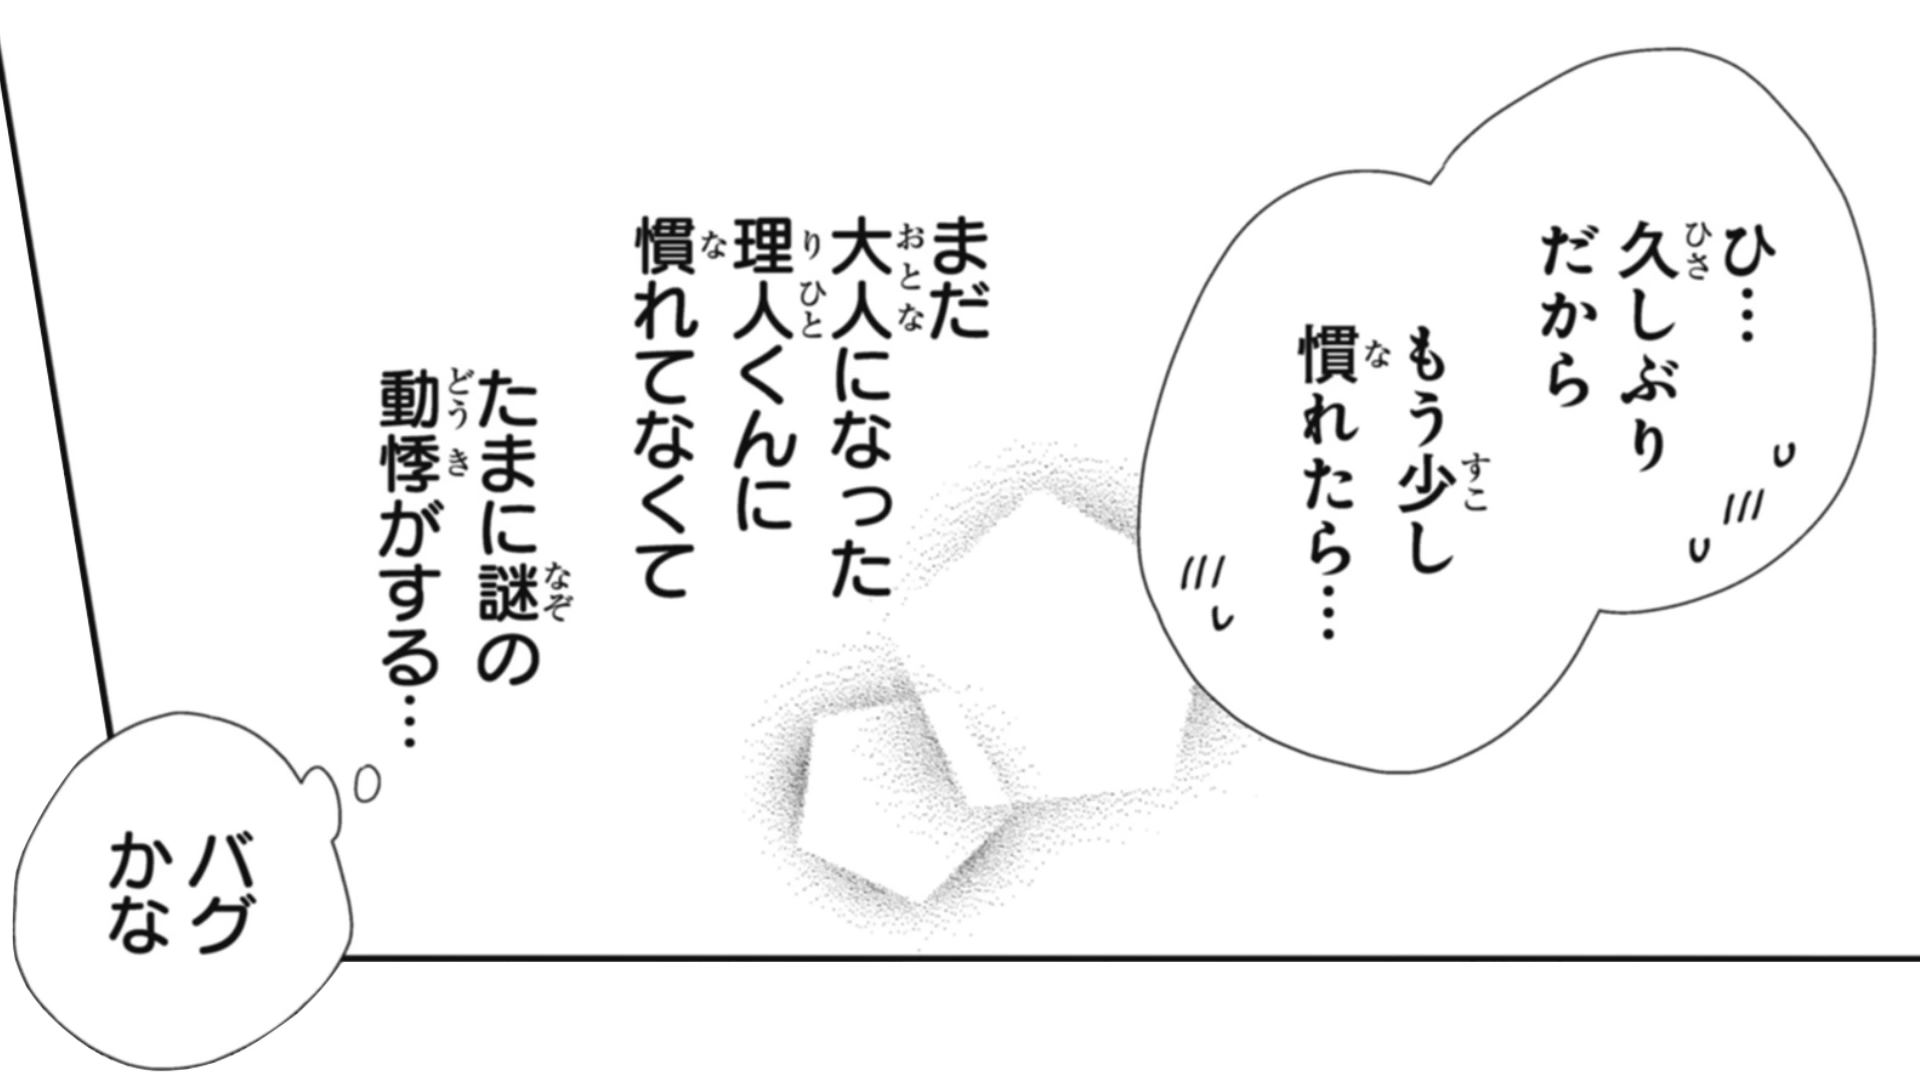 ひ…
久しぶり
だから
もう少し
慣れたら…
まだ
大人になった
理人くんに
慣れてなくて
たまに謎の
動悸がする…
バグ
かな